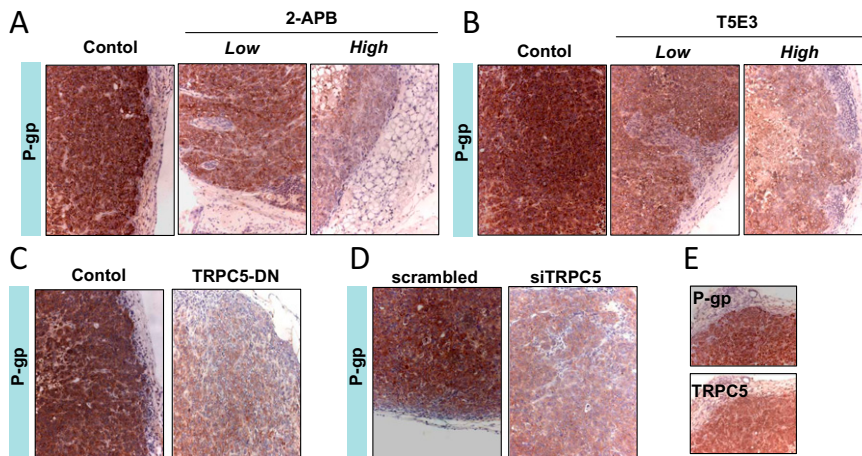 A
2-APB
Contol
Low
High
P-gp
B
T5E3
Contol
Low
High
P-gp
C
Contol
TRPC5-DN
P-gp
D
scrambled
siTRPC5
P-gp
E
P-gp
TRPC5